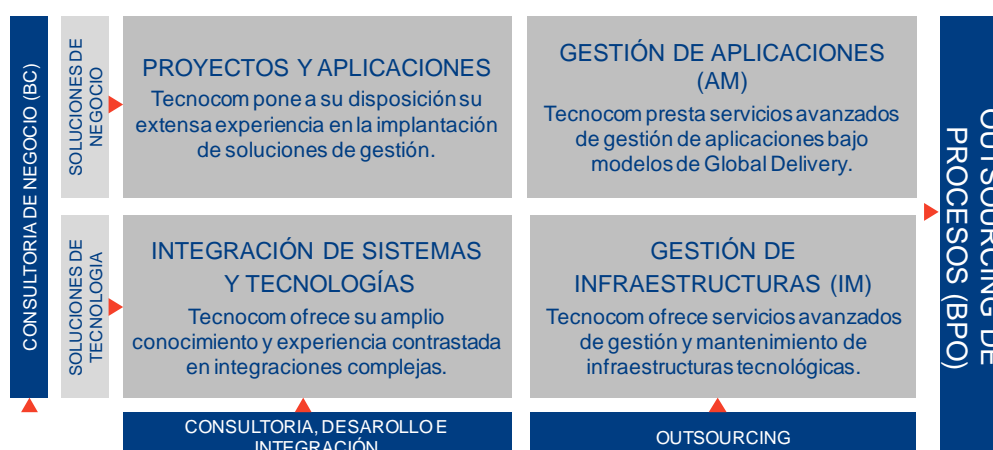 CONSULTORIA DE NEGOCIO (BC)
SOLUCIONES DE
NEGOCIO
PROYECTOS Y APLICACIONES
Tecnocom pone a su disposición su
extensa experiencia en la implantación
de soluciones de gestión.
GESTIÓN DE APLICACIONES
(AM)
Tecnocom presta servicios avanzados
de gestión de aplicaciones bajo
modelos de Global Delivery.
SOLUCIONES DE
TECNOLOGIA
INTEGRACIÓN DE SISTEMAS
Y TECNOLOGÍAS
Tecnocom ofrece su amplio
conocimiento y experiencia contrastada
en integraciones complejas.
GESTIÓN DE
INFRAESTRUCTURAS (IM)
Tecnocom ofrece servicios avanzados
de gestión y mantenimiento de
infraestructuras tecnológicas.
OUTSOURCING DE
PROCESOS (BPO)
CONSULTORIA, DESAROLLO E
INTEGRACIÓN
OUTSOURCING